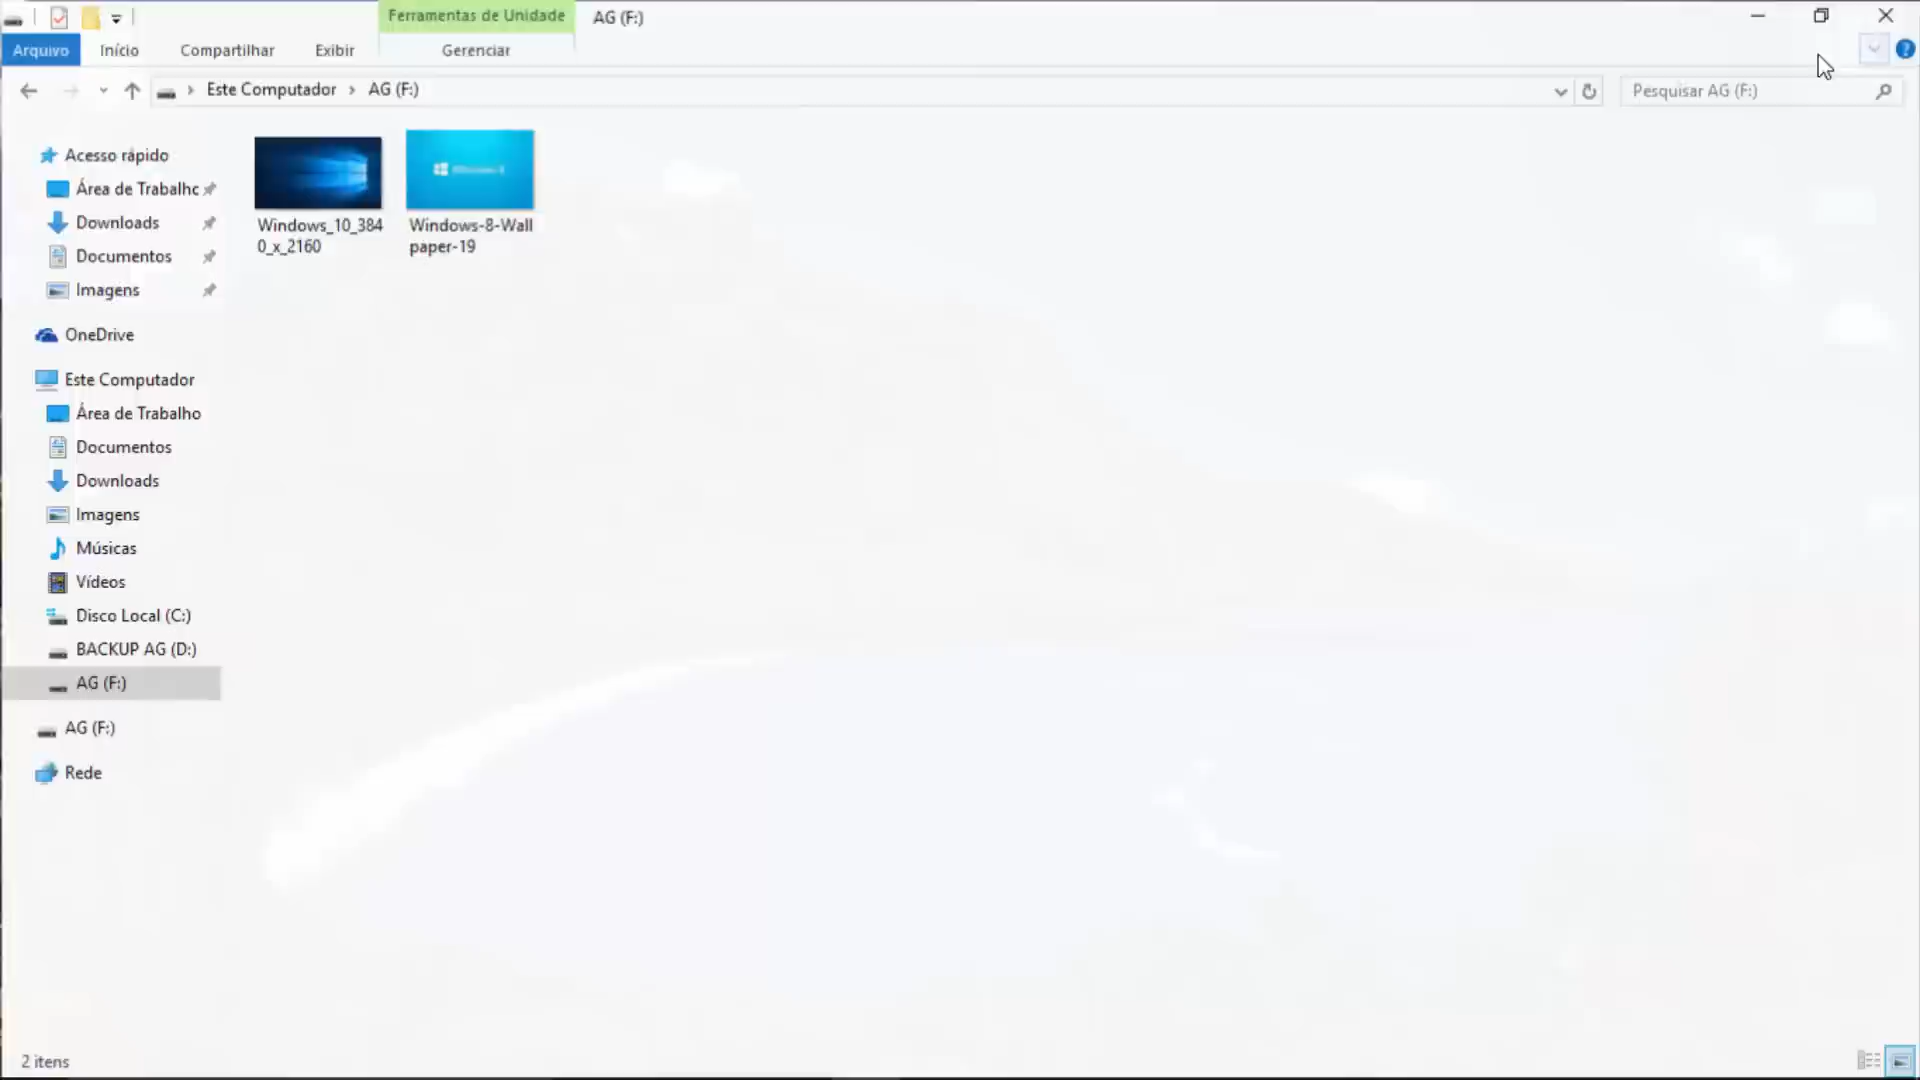 Ferramentas de Unidade
AG (F:)
Arquivo
Início
Compartilhar
Exibir
Gerenciar
Este Computador
AG (F:)
Pesquisar AG (F:)
Acesso rápido
Área de Trabalho
Downloads
Documentos
Imagens
OneDrive
Este Computador
Área de Trabalho
Documentos
Downloads
Imagens
Músicas
Vídeos
Disco Local (C:)
BACKUP AG (D:)
AG (F:)
AG (F:)
Rede
Windows_10_384
0_x_2160
Windows-8-Wall
paper-19
2 itens